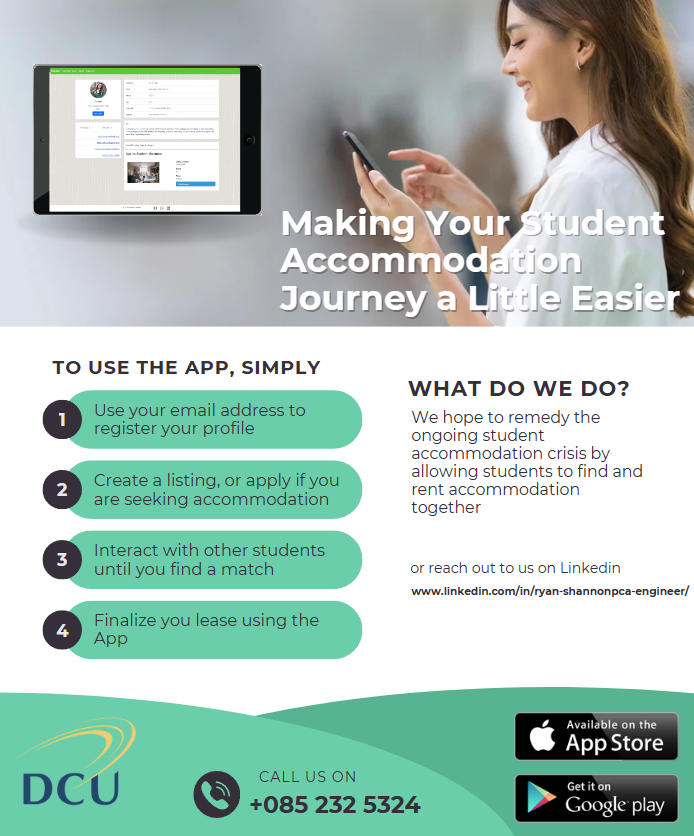 Making Your Student
Accommodation
Journey a Little Easier
TO USE THE APP, SIMPLY
1
Use your email address to
register your profile
2
Create a listing, or apply if you
are seeking accommodation
3
Interact with other students
until you find a match
4
Finalize you lease using the
App
WHAT DO WE DO?
We hope to remedy the
ongoing student
accommodation crisis by
allowing students to find and
rent accommodation
together
or reach out to us on Linkedin
www.linkedin.com/in/ryan-shannonpca-engineer/
DCU
CALL US ON
+085 232 5324
Available on the
App Store
Get it on
Google play